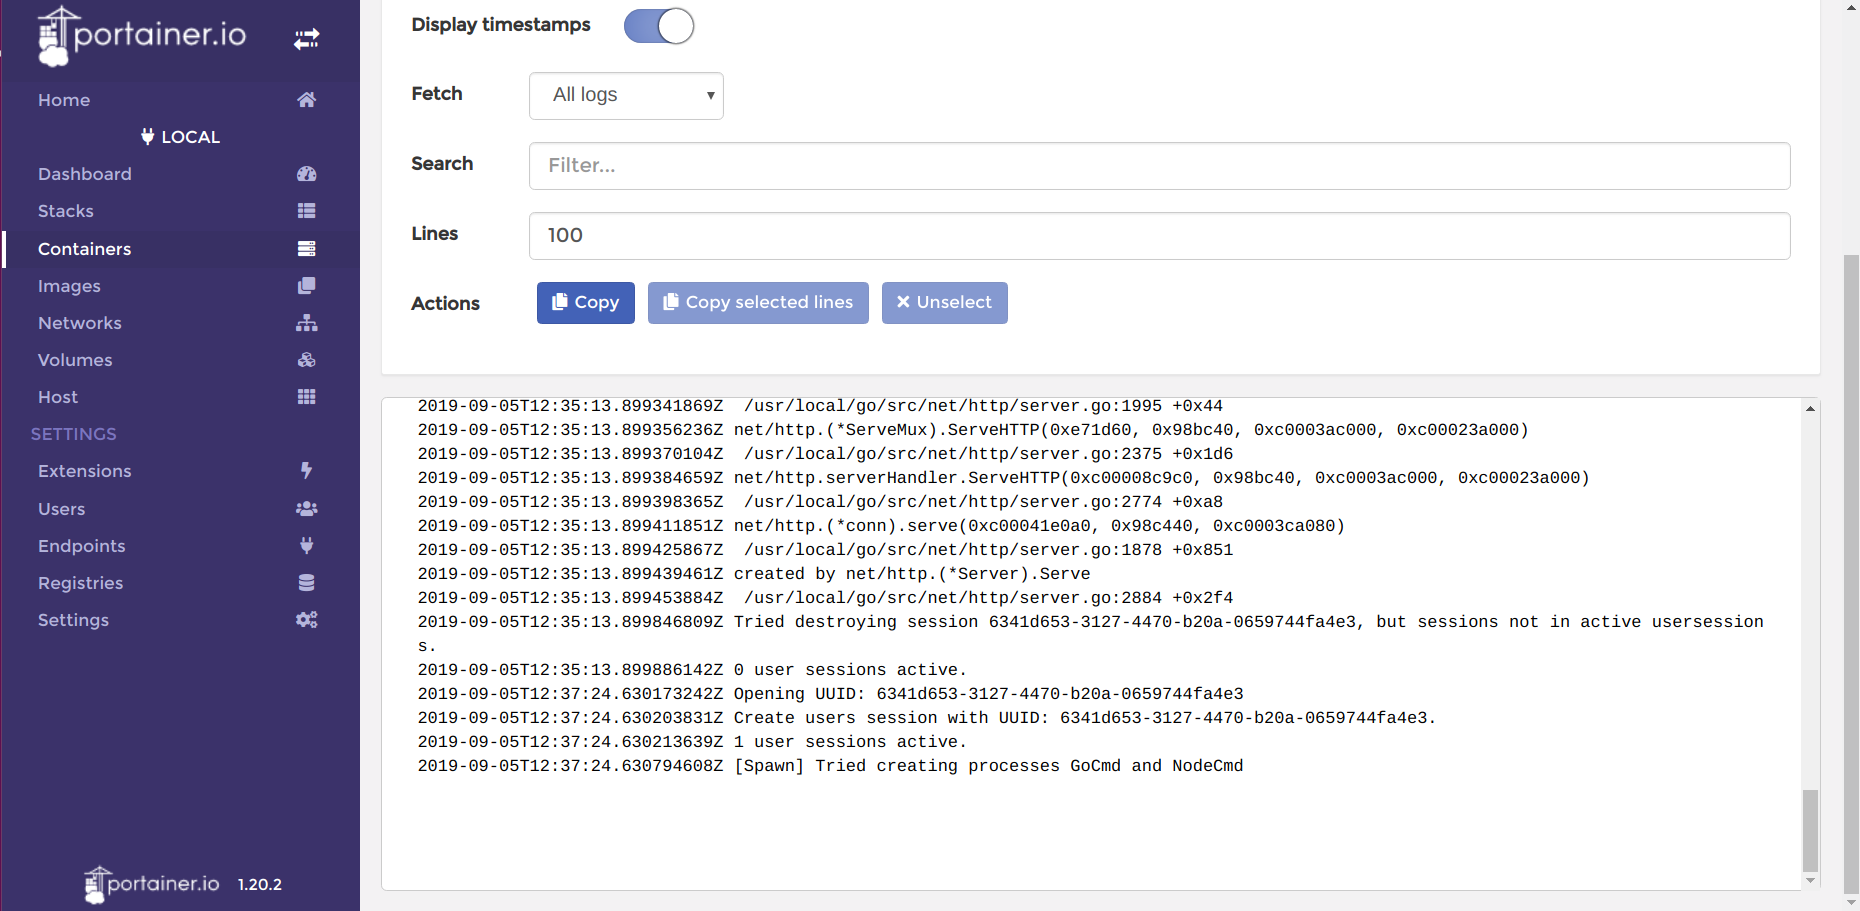 portainer.io
Home
LOCAL
Dashboard
Stacks
Containers
Images
Networks
Volumes
Host
SETTINGS
Extensions
Users
Endpoints
Registries
Settings
portainer.io 1.20.2
Display timestamps
Fetch All logs
Search Filter...
Lines 100
Actions Copy Copy selected lines Unselect
2019-09-05T12:35:13.899341869Z  /usr/local/go/src/net/http/server.go:1995 +0x44
2019-09-05T12:35:13.899356236Z net/http.(*ServeMux).ServeHTTP(0xe71d60, 0x98bc40, 0xc0003ac000, 0xc00023a000)
2019-09-05T12:35:13.899370104Z  /usr/local/go/src/net/http/server.go:2375 +0x1d6
2019-09-05T12:35:13.899384659Z net/http.serverHandler.ServeHTTP(0xc00008c9c0, 0x98bc40, 0xc0003ac000, 0xc00023a000)
2019-09-05T12:35:13.899398365Z  /usr/local/go/src/net/http/server.go:2774 +0xa8
2019-09-05T12:35:13.899411851Z net/http.(*conn).serve(0xc00041e0a0, 0x98c440, 0xc0003ca080)
2019-09-05T12:35:13.899425867Z  /usr/local/go/src/net/http/server.go:1878 +0x851
2019-09-05T12:35:13.899439461Z created by net/http.(*Server).Serve
2019-09-05T12:35:13.899453884Z  /usr/local/go/src/net/http/server.go:2884 +0x2f4
2019-09-05T12:35:13.899846809Z Tried destroying session 6341d653-3127-4470-b20a-0659744fa4e3, but sessions not in active usersession
s.
2019-09-05T12:35:13.899886142Z 0 user sessions active.
2019-09-05T12:37:24.630173242Z Opening UUID: 6341d653-3127-4470-b20a-0659744fa4e3
2019-09-05T12:37:24.630203831Z Create users session with UUID: 6341d653-3127-4470-b20a-0659744fa4e3.
2019-09-05T12:37:24.630213639Z 1 user sessions active.
2019-09-05T12:37:24.630794608Z [Spawn] Tried creating processes GoCmd and NodeCmd